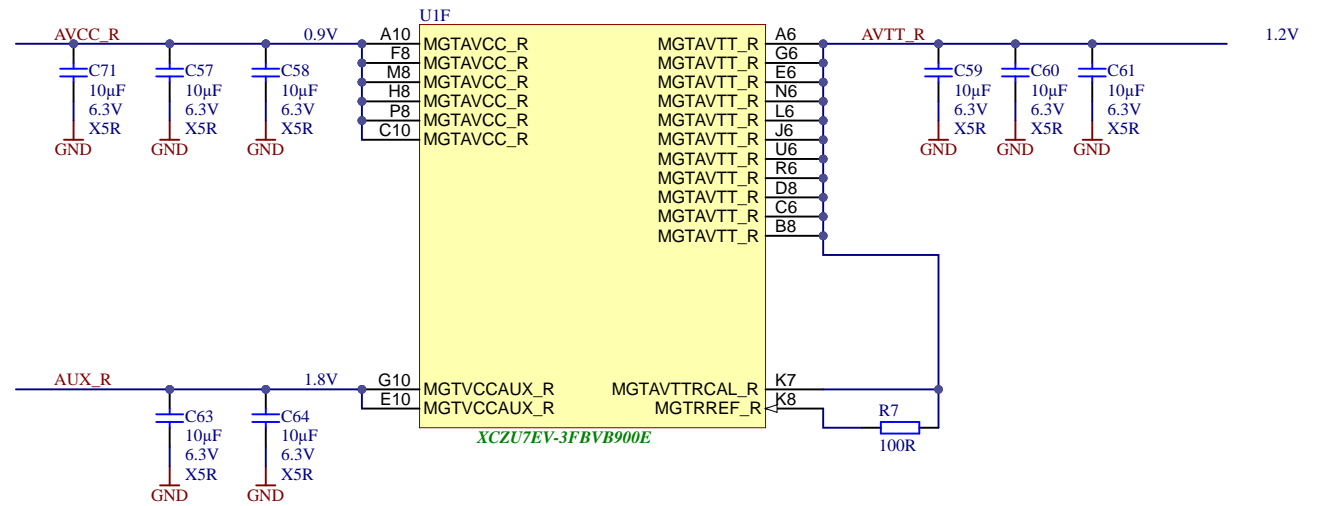 U1F
AVCC_R 0.9V A10 MGTAVCC_R MGTAVTT_R A6 AVTT_R 1.2V
F8 MGTAVCC_R MGTAVTT_R G6
M8 MGTAVCC_R MGTAVTT_R E6
H8 MGTAVCC_R MGTAVTT_R N6
P8 MGTAVCC_R MGTAVTT_R L6
C10 MGTAVCC_R MGTAVTT_R J6
MGTAVTT_R U6
MGTAVTT_R R6
MGTAVTT_R D8
MGTAVTT_R C6
MGTAVTT_R B8
C71
10µF
6.3V
X5R
GND
C57
10µF
6.3V
X5R
GND
C58
10µF
6.3V
X5R
GND
C59
10µF
6.3V
X5R
GND
C60
10µF
6.3V
X5R
GND
C61
10µF
6.3V
X5R
GND
AUX_R 1.8V G10 MGTVCCAUX_R MGTAVTTRCAL_R K7
E10 MGTVCCAUX_R MGTRREF_R K8
C63
10µF
6.3V
X5R
GND
C64
10µF
6.3V
X5R
GND
R7
100R
XCZU7EV-3FBVB900E